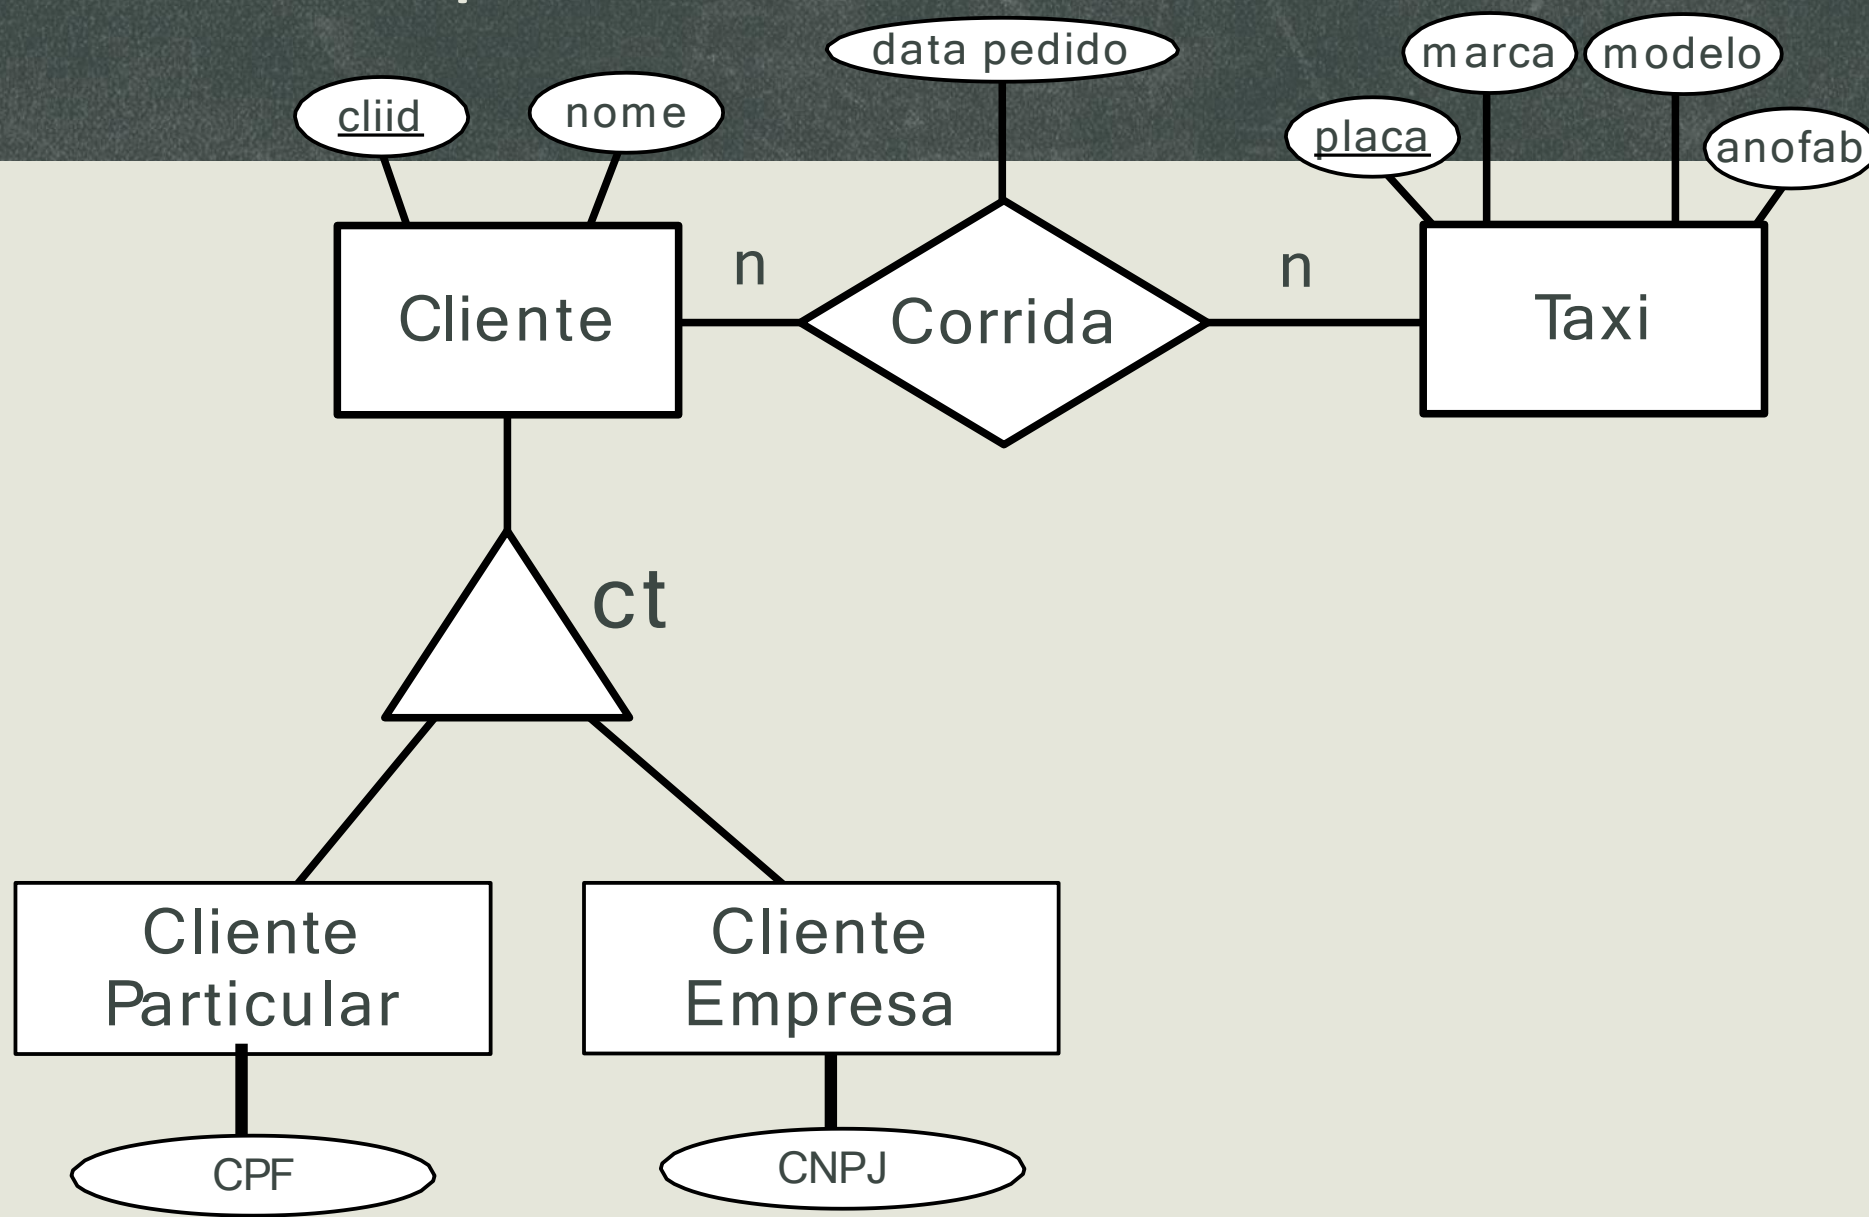 data pedido
marca
modelo
cliid
nome
placa
anofab
Cliente
n
Corrida
n
Taxi
ct
Cliente
Particular
Cliente
Empresa
CPF
CNPJ